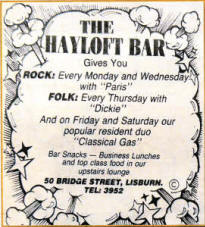 THE
HAYLOFT BAR
Gives You
ROCK: Every Monday and Wednesday
with "Paris"
FOLK: Every Thursday with
"Dickie"
And on Friday and Saturday our
popular resident duo
"Classical Gas"
Bar Snacks — Business Lunches
and top class food in our
upstairs lounge
50 BRIDGE STREET, LISBURN.
TEL 3952
©